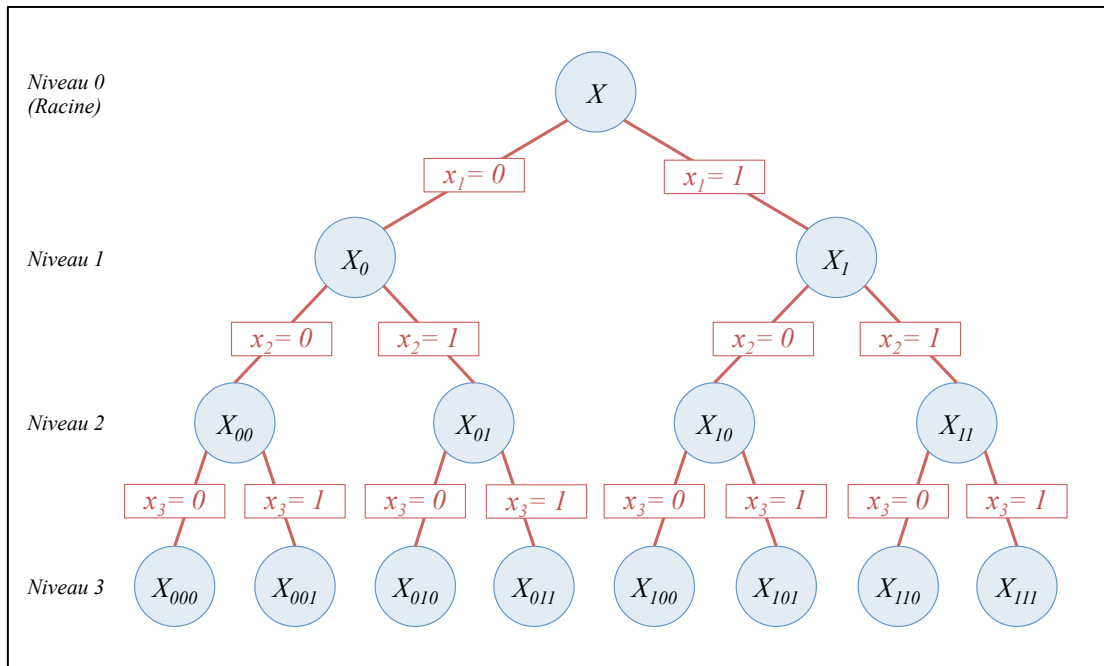 Niveau 0
(Racine)
X
x₁= 0
x₁= 1
Niveau 1
X₀
X₁
x₂= 0
x₂= 1
x₂= 0
x₂= 1
Niveau 2
X₀₀
X₀₁
X₁₀
X₁₁
x₃= 0
x₃= 1
x₃= 0
x₃= 1
x₃= 0
x₃= 1
x₃= 0
x₃= 1
Niveau 3
X₀₀₀
X₀₀₁
X₀₁₀
X₀₁₁
X₁₀₀
X₁₀₁
X₁₁₀
X₁₁₁